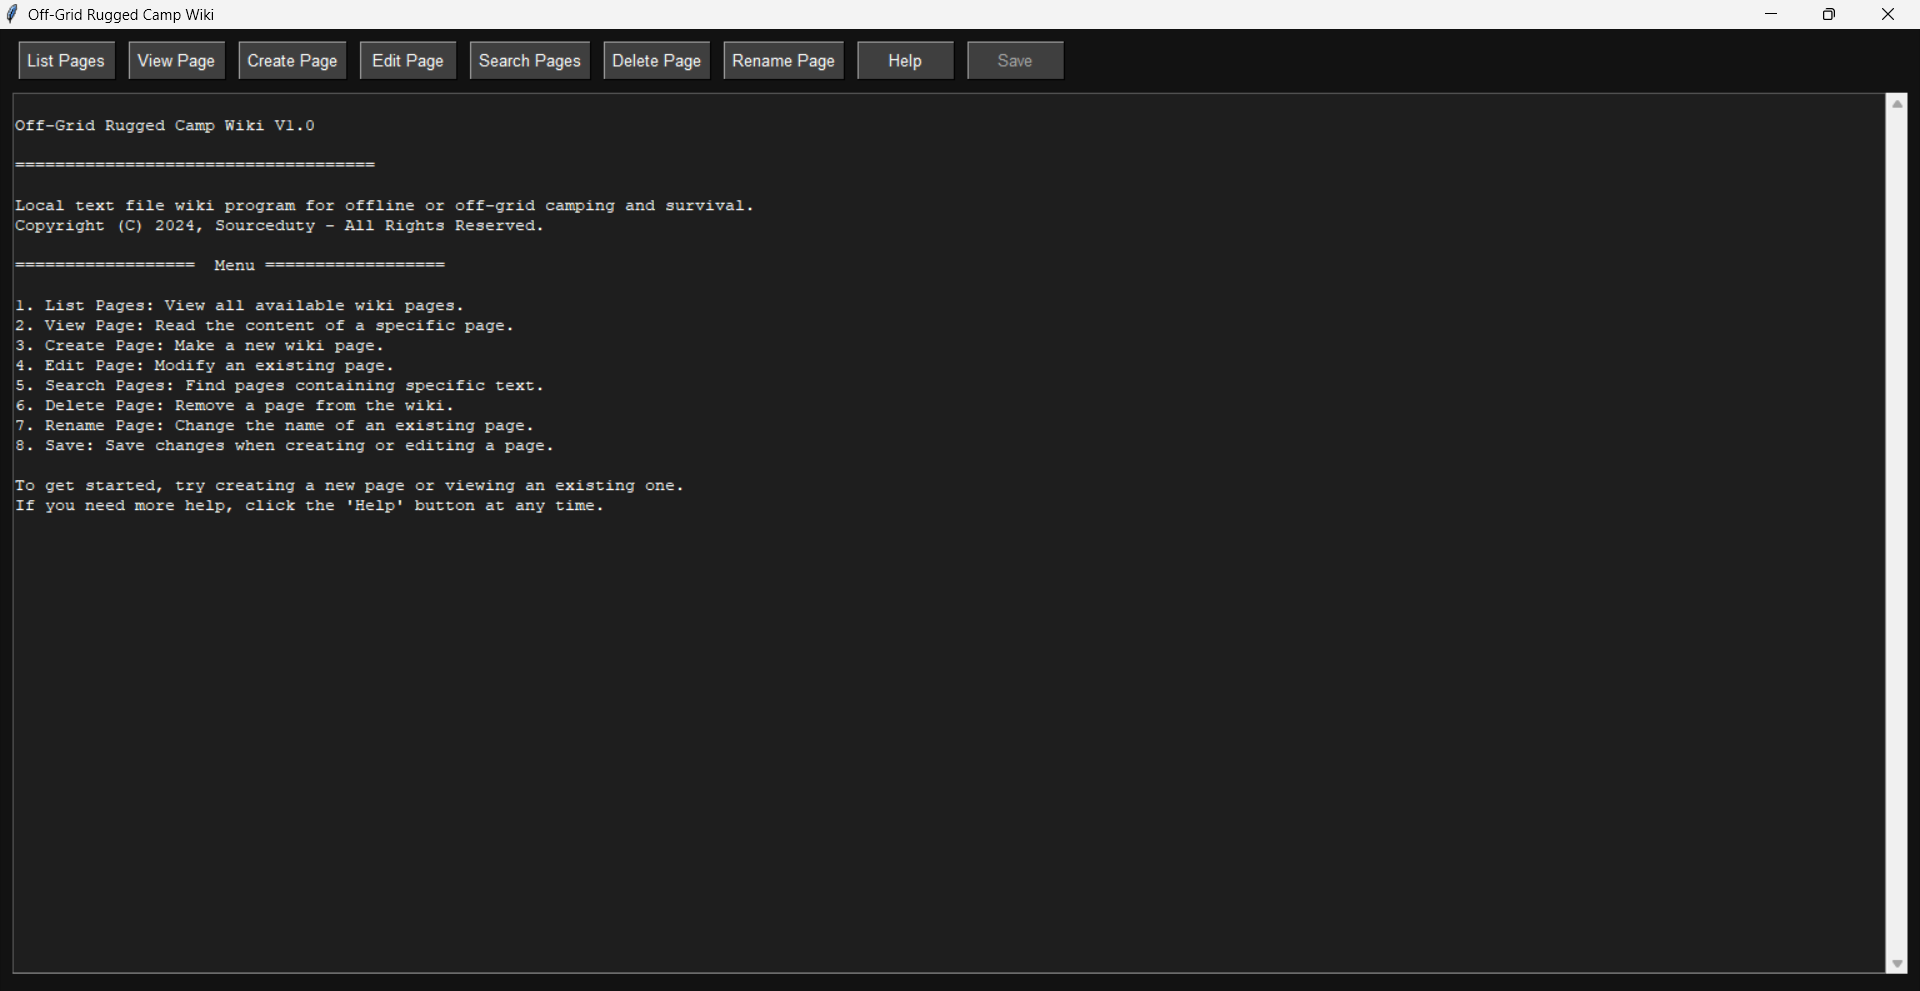 Off-Grid Rugged Camp Wiki
List Pages View Page Create Page Edit Page Search Pages Delete Page Rename Page Help Save
Off-Grid Rugged Camp Wiki V1.0
====================================
Local text file wiki program for offline or off-grid camping and survival.
Copyright (C) 2024, Sourceduty - All Rights Reserved.
==================  Menu ==================
1. List Pages: View all available wiki pages.
2. View Page: Read the content of a specific page.
3. Create Page: Make a new wiki page.
4. Edit Page: Modify an existing page.
5. Search Pages: Find pages containing specific text.
6. Delete Page: Remove a page from the wiki.
7. Rename Page: Change the name of an existing page.
8. Save: Save changes when creating or editing a page.
To get started, try creating a new page or viewing an existing one.
If you need more help, click the 'Help' button at any time.